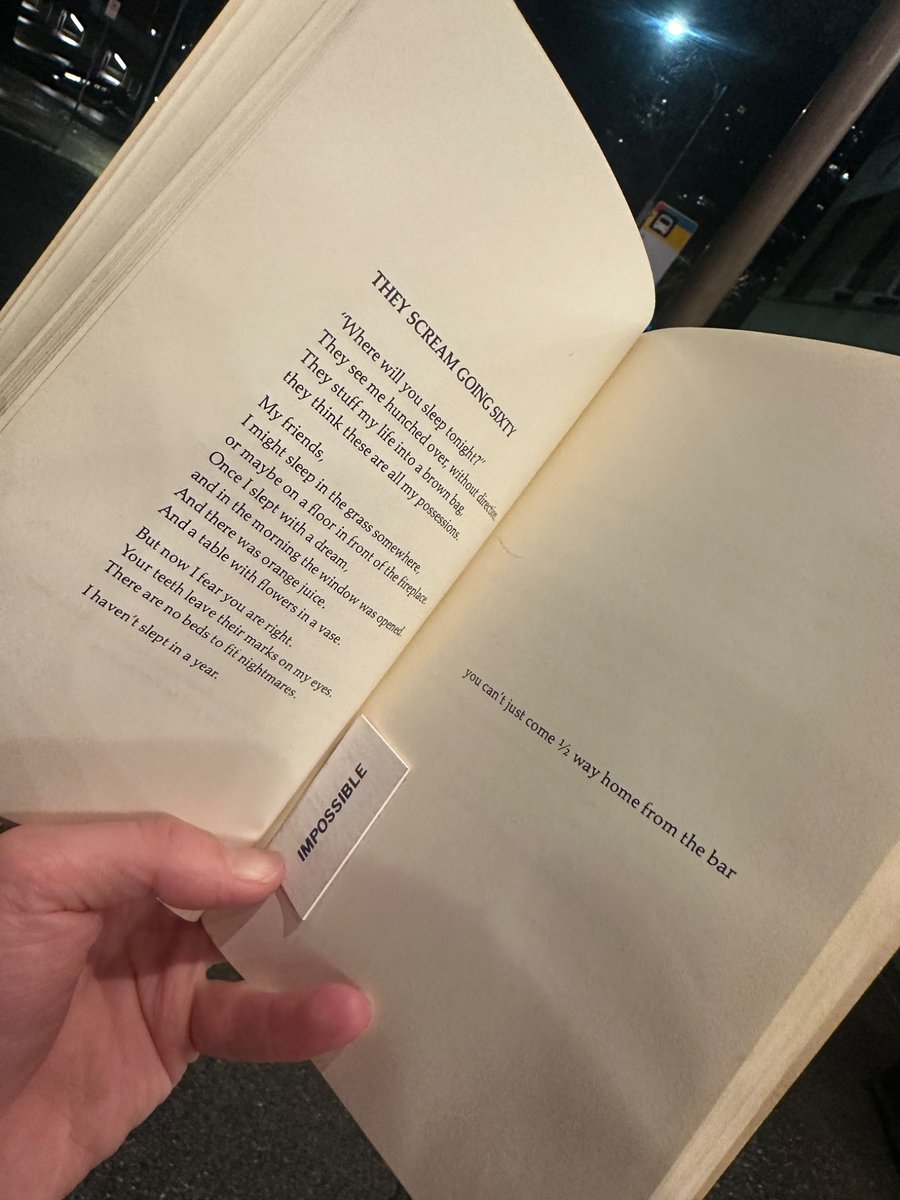 THEY SCREAM GOING SIXTY
“Where will you sleep tonight?”
They see me hunched over, without direction.
They stuff my life into a brown bag,
they think these are all my possessions.
My friends,
I might sleep in the grass somewhere,
or maybe on a floor in front of the fireplace.
Once I slept with a dream,
and in the morning the window was opened.
And there was orange juice.
And a table with flowers in a vase.
But now I fear you are right.
Your teeth leave their marks on my eyes.
There are no beds to fit nightmares.
I haven’t slept in a year.
IMPOSSIBLE
you can’t just come ½ way home from the bar